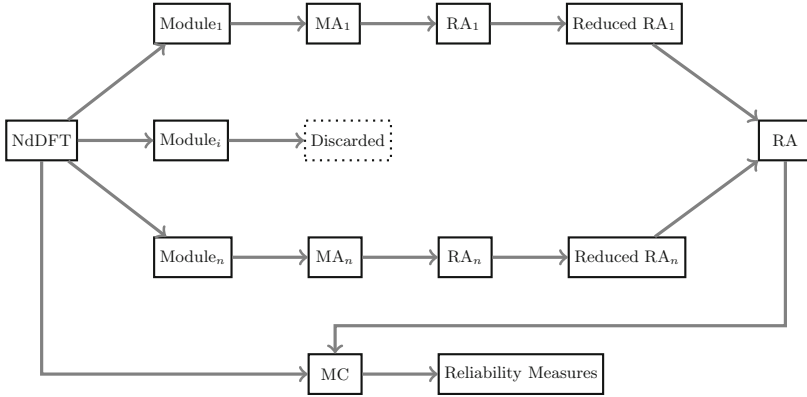 Module₁ MA₁ RA₁ Reduced RA₁
NdDFT Moduleᵢ Discarded RA
Moduleₙ MAₙ RAₙ Reduced RAₙ
MC Reliability Measures